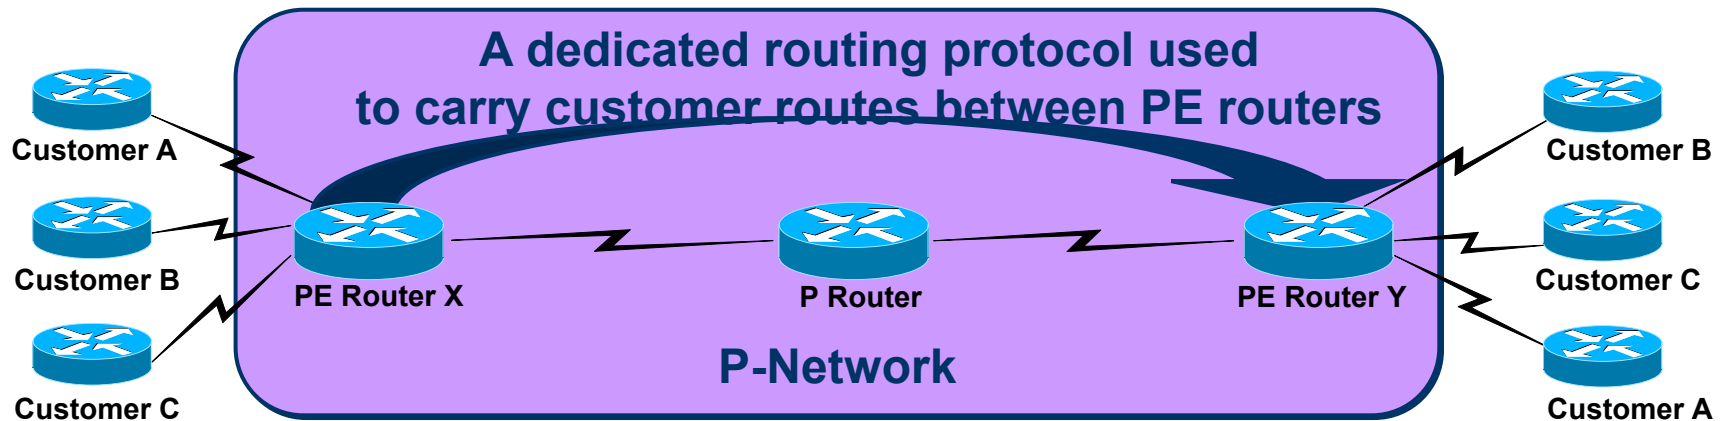 A dedicated routing protocol used
to carry customer routes between PE routers
Customer A
Customer B
Customer C
PE Router X
P Router
PE Router Y
P-Network
Customer B
Customer C
Customer A